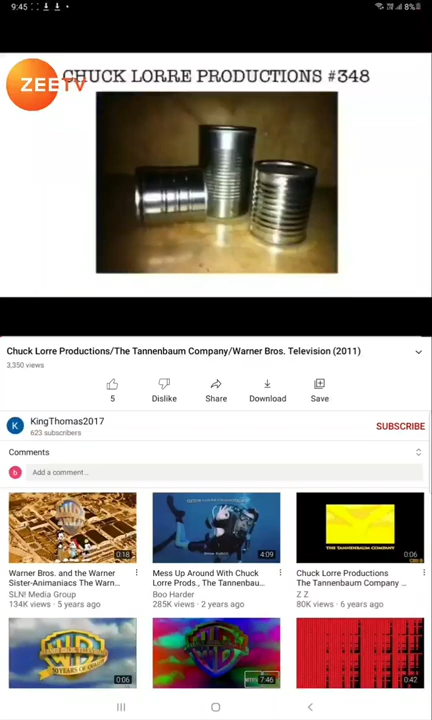 9:45
8%
ZEE TV
CHUCK LORRE PRODUCTIONS #348
Chuck Lorre Productions/The Tannenbaum Company/Warner Bros. Television (2011)
3,350 views
5
Dislike
Share
Download
Save
K
KingThomas2017
623 subscribers
SUBSCRIBE
Comments
b
Add a comment...
0:18
4:09
THE TANNENBAUM COMPANY
0:06
Warner Bros. and the Warner
Sister-Animaniacs The Warn...
SLN! Media Group
134K views · 5 years ago
Mess Up Around With Chuck
Lorre Prods., The Tannenbau...
Boo Harder
285K views · 2 years ago
Chuck Lorre Productions
The Tannenbaum Company ...
Z Z
80K views · 6 years ago
0:06
7:46
0:42